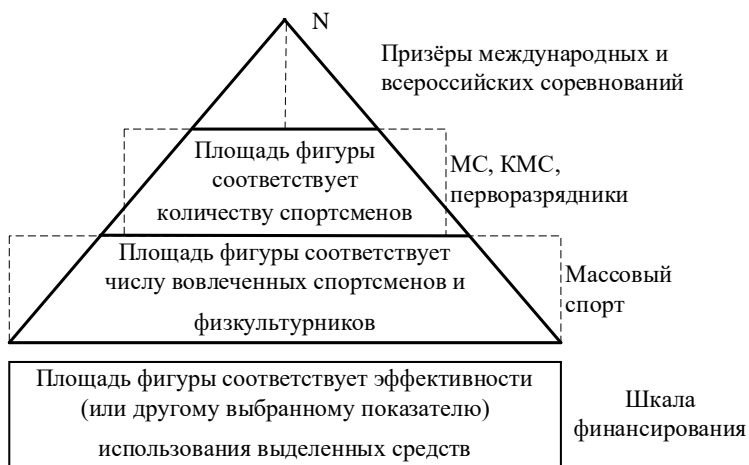 N
Призёры международных и
всероссийских соревнований
Площадь фигуры
соответствует
количеству спортсменов
МС, КМС,
перворазрядники
Площадь фигуры соответствует
числу вовлеченных спортсменов и
физкультурников
Массовый
спорт
Площадь фигуры соответствует эффективности
(или другому выбранному показателю)
использования выделенных средств
Шкала
финансирования